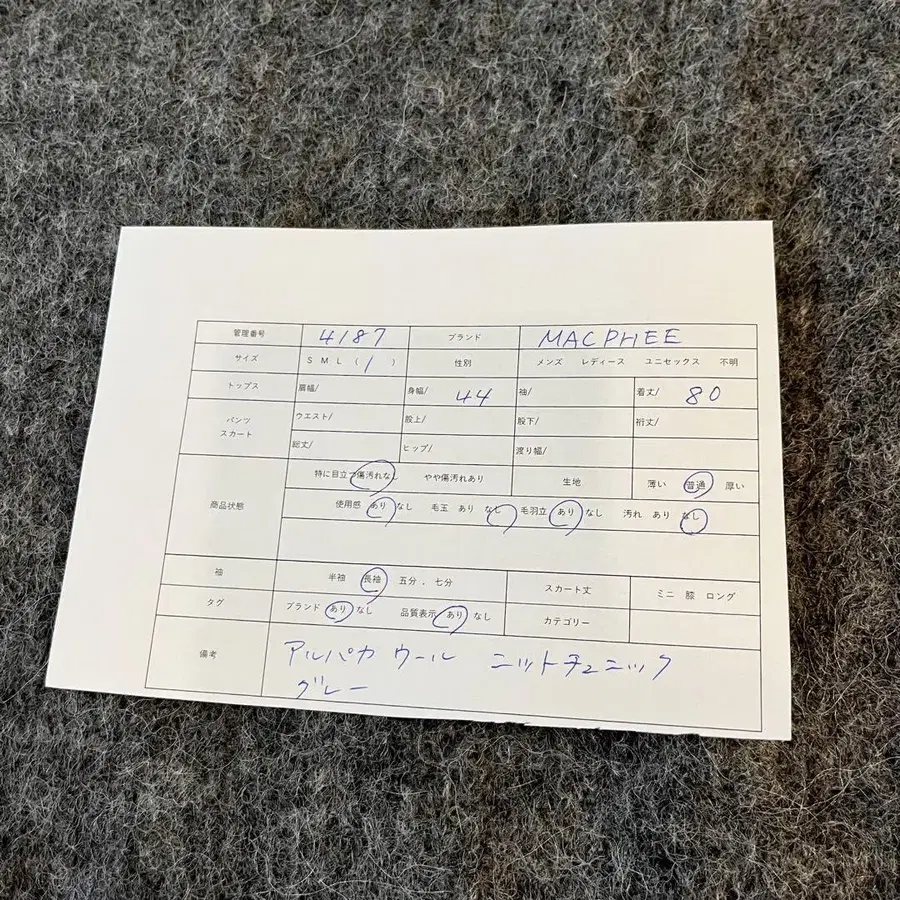 管理番号 4187 ブランド MACPHEE
サイズ S M L ( 1 ) 性別 メンズ レディース ユニセックス 不明
トップス 肩幅/ 身幅/ 44 袖/ 着丈/ 80
パンツ スカート ウエスト/ 股上/ 股下/ 裄丈/
総丈/ ヒップ/ 渡り幅/
商品状態 特に目立つ傷汚れなし やや傷汚れあり 生地 薄い 普通 厚い
使用感 あり なし 毛玉 あり なし 毛羽立 あり なし 汚れ あり なし
袖 半袖 長袖 五分 . 七分 スカート丈 ミニ 膝 ロング
タグ ブランド あり なし 品質表示 あり なし カテゴリー
備考 アルパカ ウール ニットチュニック
グレー